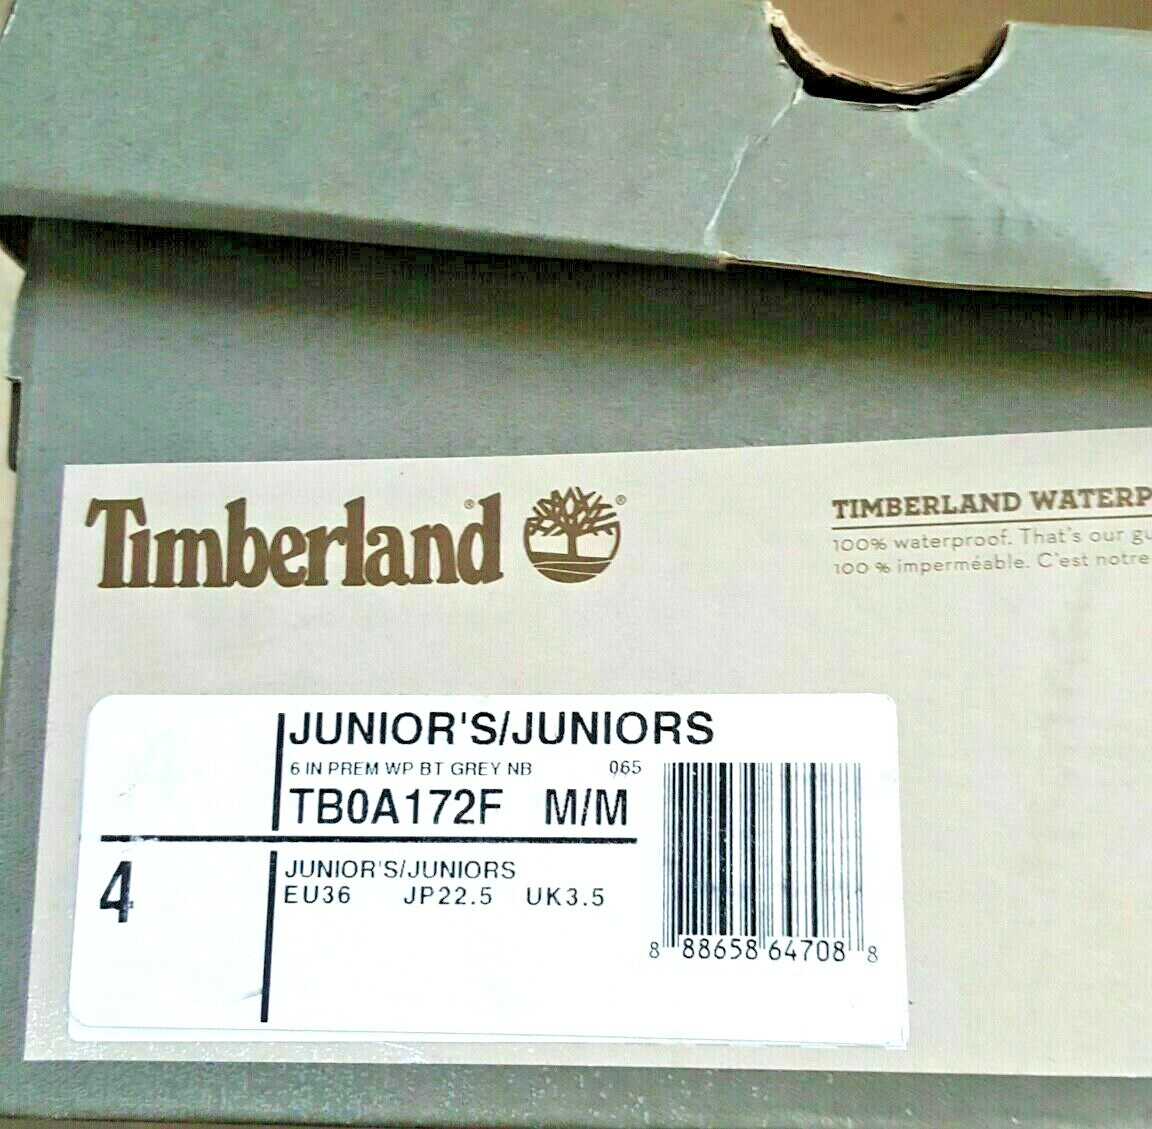 Timberland
TIMBERLAND WATERP
100% waterproof. That's our gu
100 % imperméable. C'est notre
JUNIOR'S/JUNIORS
6 IN PREM WP BT GREY NB 065
TB0A172F M/M
4
JUNIOR'S/JUNIORS
EU36 JP22.5 UK3.5
8 88658 64708 8